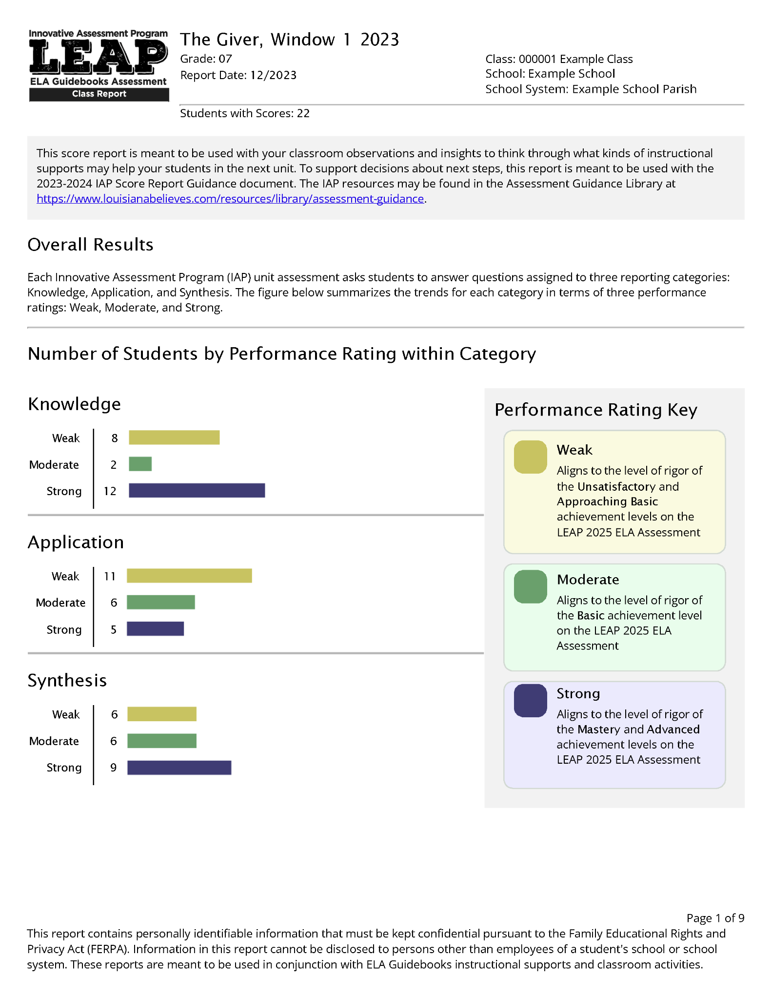 Innovative Assessment Program
LEAP
ELA Guidebooks Assessment
Class Report
The Giver, Window 1 2023
Grade: 07
Report Date: 12/2023
Class: 000001 Example Class
School: Example School
School System: Example School Parish
Students with Scores: 22
This score report is meant to be used with your classroom observations and insights to think through what kinds of instructional
supports may help your students in the next unit. To support decisions about next steps, this report is meant to be used with the
2023-2024 IAP Score Report Guidance document. The IAP resources may be found in the Assessment Guidance Library at
https://www.louisianabelieves.com/resources/library/assessment-guidance.
Overall Results
Each Innovative Assessment Program (IAP) unit assessment asks students to answer questions assigned to three reporting categories:
Knowledge, Application, and Synthesis. The figure below summarizes the trends for each category in terms of three performance
ratings: Weak, Moderate, and Strong.
Number of Students by Performance Rating within Category
Knowledge
Weak 8
Moderate 2
Strong 12
Application
Weak 11
Moderate 6
Strong 5
Synthesis
Weak 6
Moderate 6
Strong 9
Performance Rating Key
Weak
Aligns to the level of rigor of
the Unsatisfactory and
Approaching Basic
achievement levels on the
LEAP 2025 ELA Assessment
Moderate
Aligns to the level of rigor of
the Basic achievement level
on the LEAP 2025 ELA
Assessment
Strong
Aligns to the level of rigor of
the Mastery and Advanced
achievement levels on the
LEAP 2025 ELA Assessment
Page 1 of 9
This report contains personally identifiable information that must be kept confidential pursuant to the Family Educational Rights and
Privacy Act (FERPA). Information in this report cannot be disclosed to persons other than employees of a student's school or school
system. These reports are meant to be used in conjunction with ELA Guidebooks instructional supports and classroom activities.